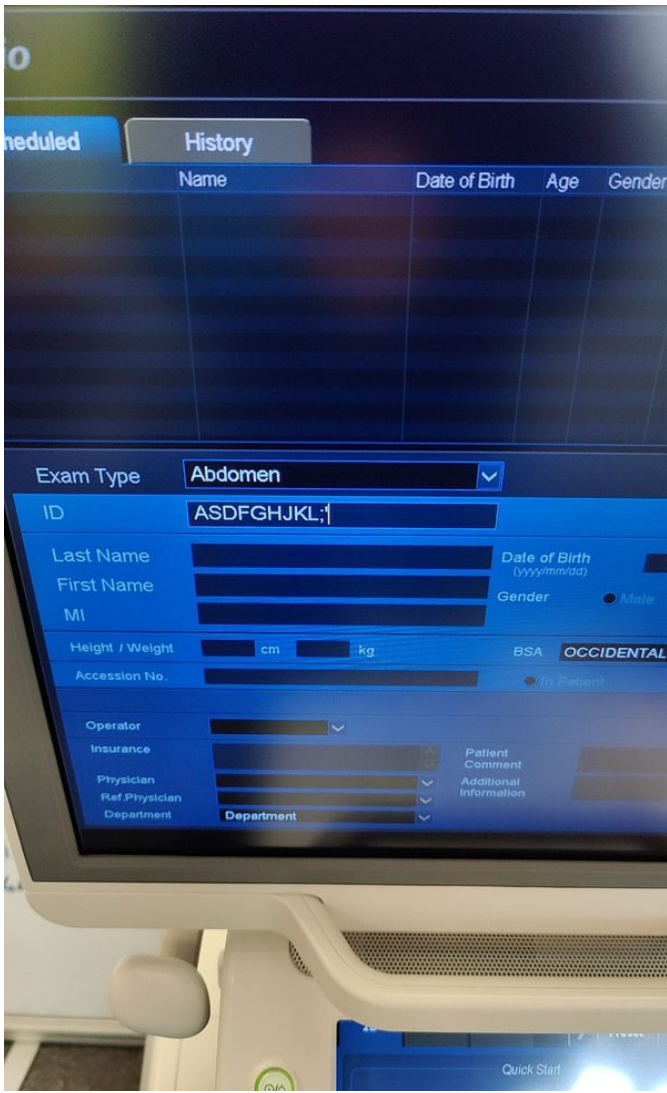 io
heduled History
Name Date of Birth Age Gender
Exam Type Abdomen
ID ASDFGHJKL;'
Last Name Date of Birth
(yyyy/mm/dd)
First Name
Gender Male
MI
Height / Weight cm kg BSA OCCIDENTAL
Accession No. In Patient
Operator
Insurance Patient
Comment
Physician Additional
Information
Ref.Physician
Department Department
Quick Start